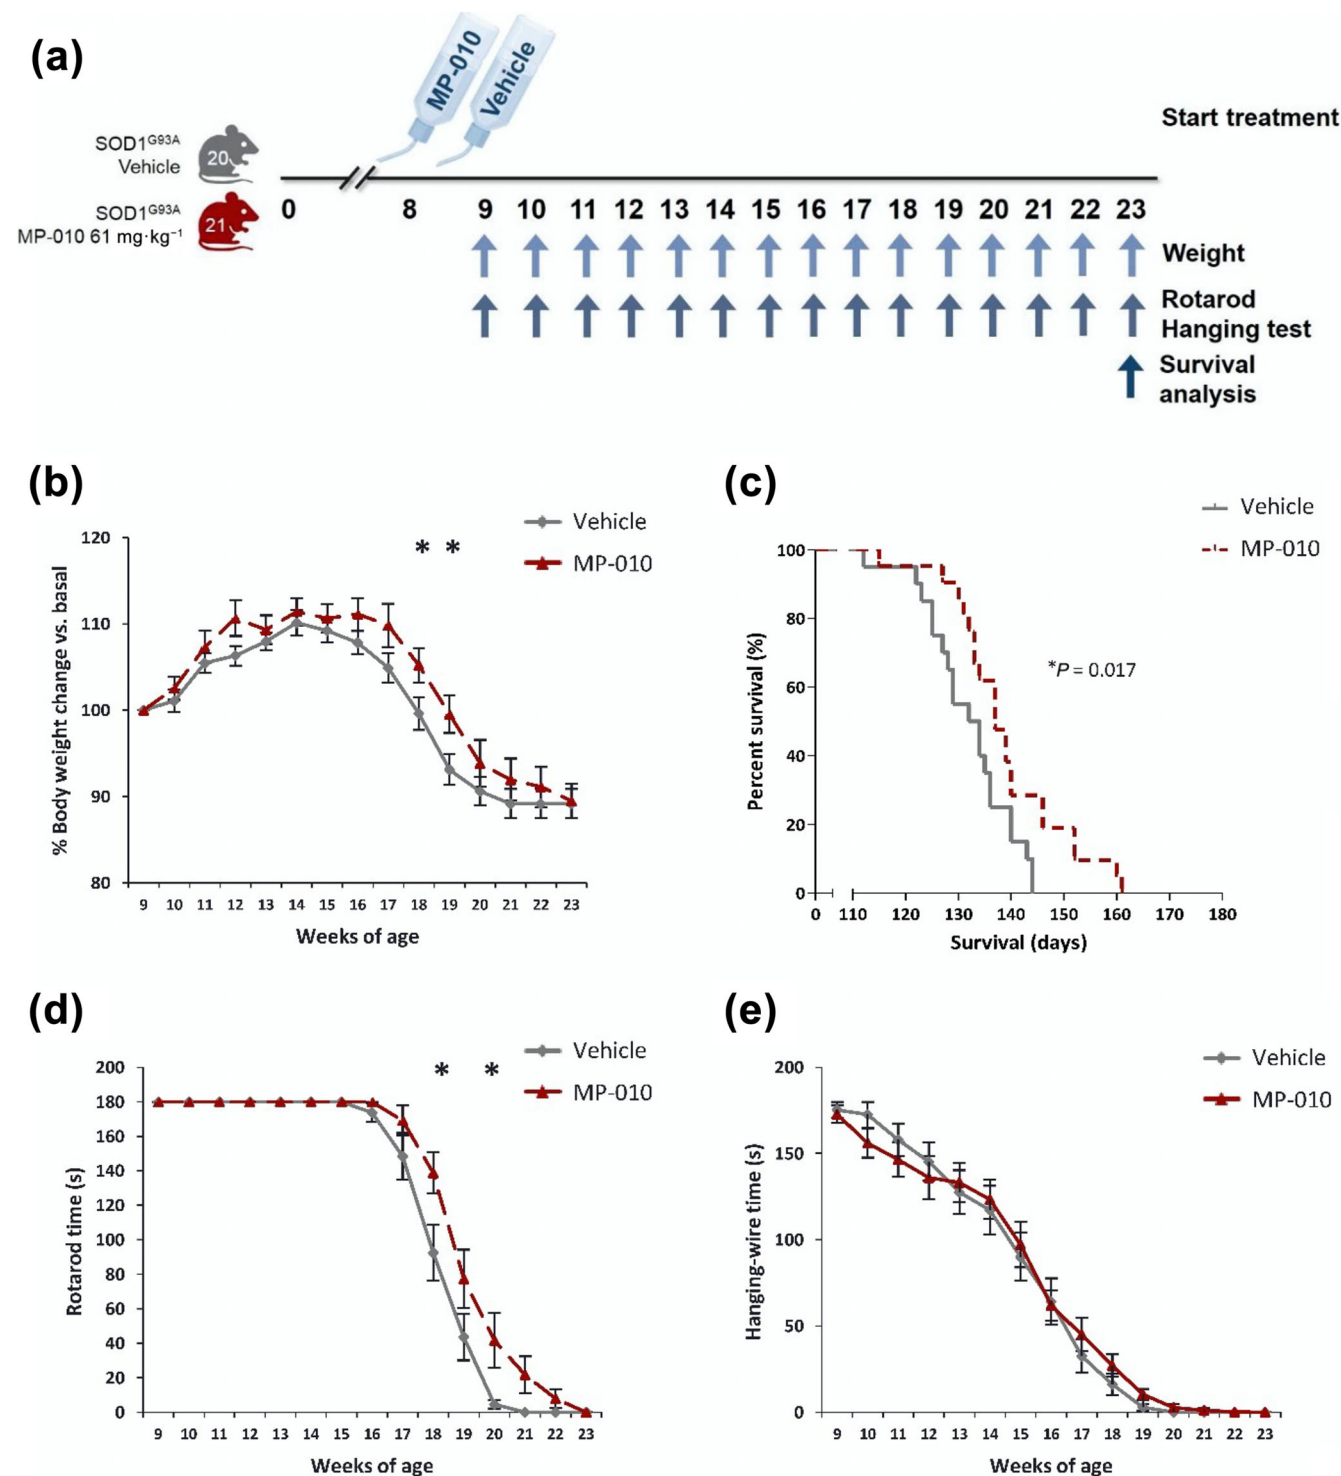 (a)
MP-010
Vehicle
Start treatment
SOD1ᴳ⁹³ᴬ
Vehicle
20
SOD1ᴳ⁹³ᴬ
MP-010 61 mg·kg⁻¹
21
0 8 9 10 11 12 13 14 15 16 17 18 19 20 21 22 23
Weight
Rotarod
Hanging test
Survival
analysis
(b)
Vehicle
MP-010
* *
% Body weight change vs. basal
120
110
100
90
80
9 10 11 12 13 14 15 16 17 18 19 20 21 22 23
Weeks of age
(c)
Vehicle
MP-010
*P = 0.017
Percent survival (%)
100
80
60
40
20
0
0 110 120 130 140 150 160 170 180
Survival (days)
(d)
Vehicle
MP-010
* *
Rotarod time (s)
200
180
160
140
120
100
80
60
40
20
0
9 10 11 12 13 14 15 16 17 18 19 20 21 22 23
Weeks of age
(e)
Vehicle
MP-010
Hanging-wire time (s)
200
150
100
50
0
9 10 11 12 13 14 15 16 17 18 19 20 21 22 23
Weeks of age